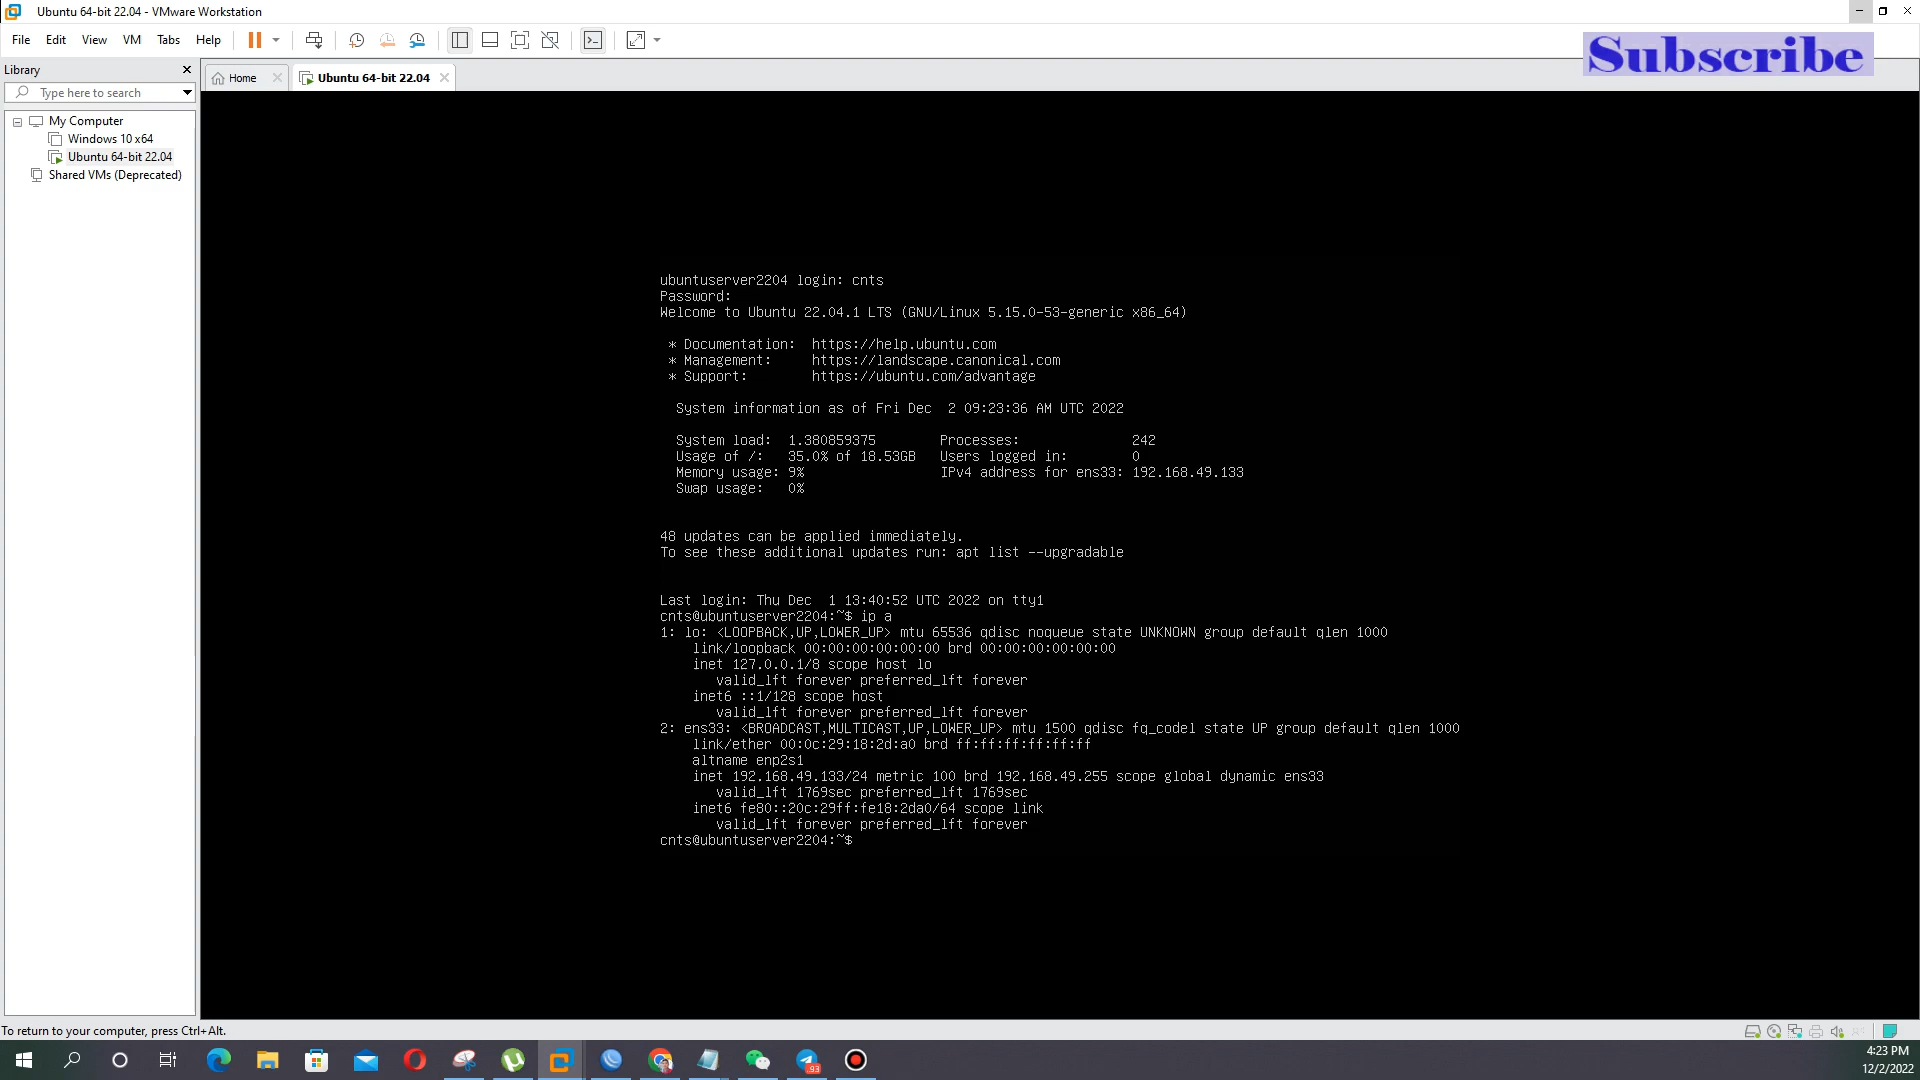 Ubuntu 64-bit 22.04 - VMware Workstation
File Edit View VM Tabs Help
Subscribe
Library
Home
Ubuntu 64-bit 22.04
Type here to search
My Computer
Windows 10 x64
Ubuntu 64-bit 22.04
Shared VMs (Deprecated)
ubuntuserver2204 login: cnts
Password:
Welcome to Ubuntu 22.04.1 LTS (GNU/Linux 5.15.0-53-generic x86_64)
* Documentation: https://help.ubuntu.com
* Management: https://landscape.canonical.com
* Support: https://ubuntu.com/advantage
System information as of Fri Dec 2 09:23:36 AM UTC 2022
System load: 1.380859375 Processes: 242
Usage of /: 35.0% of 18.53GB Users logged in: 0
Memory usage: 9% IPv4 address for ens33: 192.168.49.133
Swap usage: 0%
48 updates can be applied immediately.
To see these additional updates run: apt list --upgradable
Last login: Thu Dec 1 13:40:52 UTC 2022 on tty1
cnts@ubuntuserver2204:~$ ip a
1: lo: <LOOPBACK,UP,LOWER_UP> mtu 65536 qdisc noqueue state UNKNOWN group default qlen 1000
link/loopback 00:00:00:00:00:00 brd 00:00:00:00:00:00
inet 127.0.0.1/8 scope host lo
valid_lft forever preferred_lft forever
inet6 ::1/128 scope host
valid_lft forever preferred_lft forever
2: ens33: <BROADCAST,MULTICAST,UP,LOWER_UP> mtu 1500 qdisc fq_codel state UP group default qlen 1000
link/ether 00:0c:29:18:2d:a0 brd ff:ff:ff:ff:ff:ff
altname enp2s1
inet 192.168.49.133/24 metric 100 brd 192.168.49.255 scope global dynamic ens33
valid_lft 1769sec preferred_lft 1769sec
inet6 fe80::20c:29ff:fe18:2da0/64 scope link
valid_lft forever preferred_lft forever
cnts@ubuntuserver2204:~$
To return to your computer, press Ctrl+Alt.
93
4:23 PM
12/2/2022